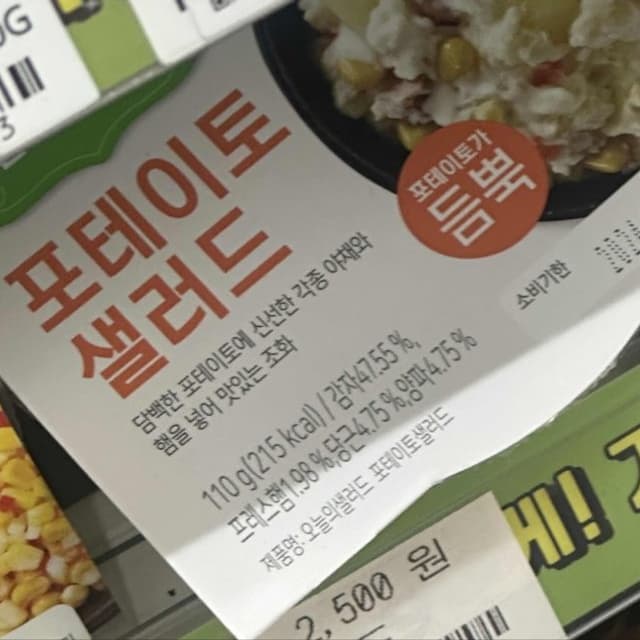 포테이토
샐러드
담백한 포테이토에 신선한 각종 야채와
햄을 넣어 맛있는 조화
110 g(215 kcal) / 감자47.55 %,
프레스햄1.98 %,당근4.75 %,양파4.75 %
제품명: 오늘의샐러드 포테이토샐러드
포테이토가
듬뿍
소비기한
2,500 원